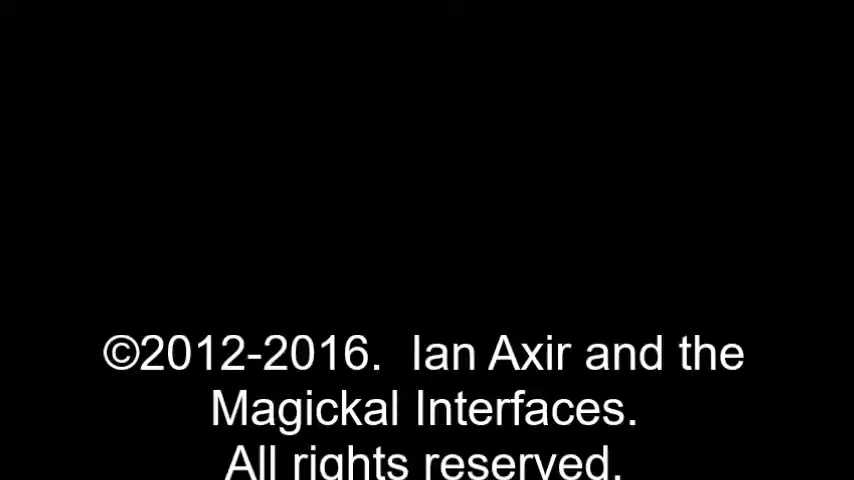 ©2012-2016.  Ian Axir and the
Magickal Interfaces.
All rights reserved.